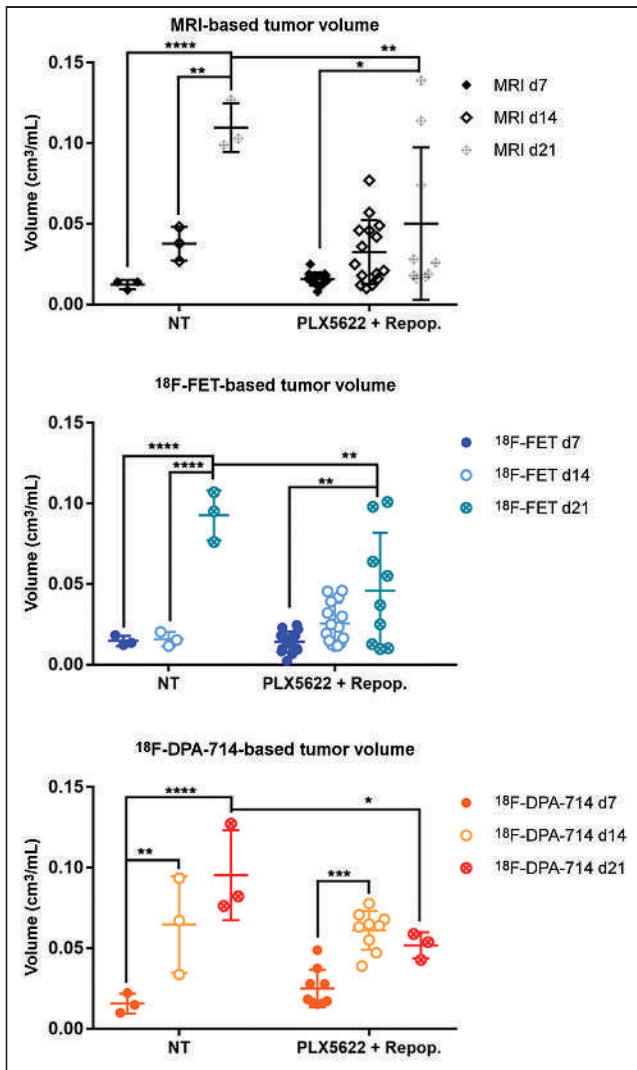 MRI-based tumor volume
Volume (cm³/mL)
0.15
0.10
0.05
0.00
****
**
**
*
NT
PLX5622 + Repop.
MRI d7
MRI d14
MRI d21
¹⁸F-FET-based tumor volume
Volume (cm³/mL)
0.15
0.10
0.05
0.00
****
****
**
**
NT
PLX5622 + Repop.
¹⁸F-FET d7
¹⁸F-FET d14
¹⁸F-FET d21
¹⁸F-DPA-714-based tumor volume
Volume (cm³/mL)
0.15
0.10
0.05
0.00
****
**
*
***
NT
PLX5622 + Repop.
¹⁸F-DPA-714 d7
¹⁸F-DPA-714 d14
¹⁸F-DPA-714 d21